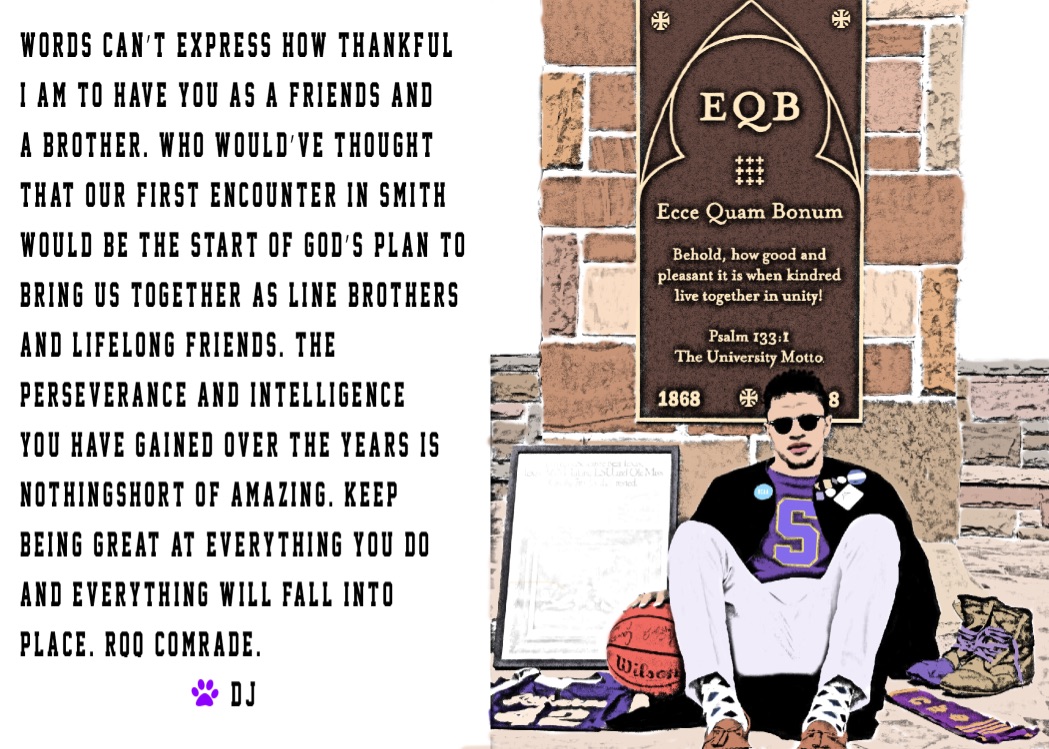 WORDS CAN'T EXPRESS HOW THANKFUL
I AM TO HAVE YOU AS A FRIENDS AND
A BROTHER. WHO WOULD'VE THOUGHT
THAT OUR FIRST ENCOUNTER IN SMITH
WOULD BE THE START OF GOD'S PLAN TO
BRING US TOGETHER AS LINE BROTHERS
AND LIFELONG FRIENDS. THE
PERSEVERANCE AND INTELLIGENCE
YOU HAVE GAINED OVER THE YEARS IS
NOTHINGSHORT OF AMAZING. KEEP
BEING GREAT AT EVERYTHING YOU DO
AND EVERYTHING WILL FALL INTO
PLACE. RQQ COMRADE.
DJ
EQB
Ecce Quam Bonum
Behold, how good and
pleasant it is when kindred
live together in unity!
Psalm 133:1
The University Motto
1868 8
S
Wilson